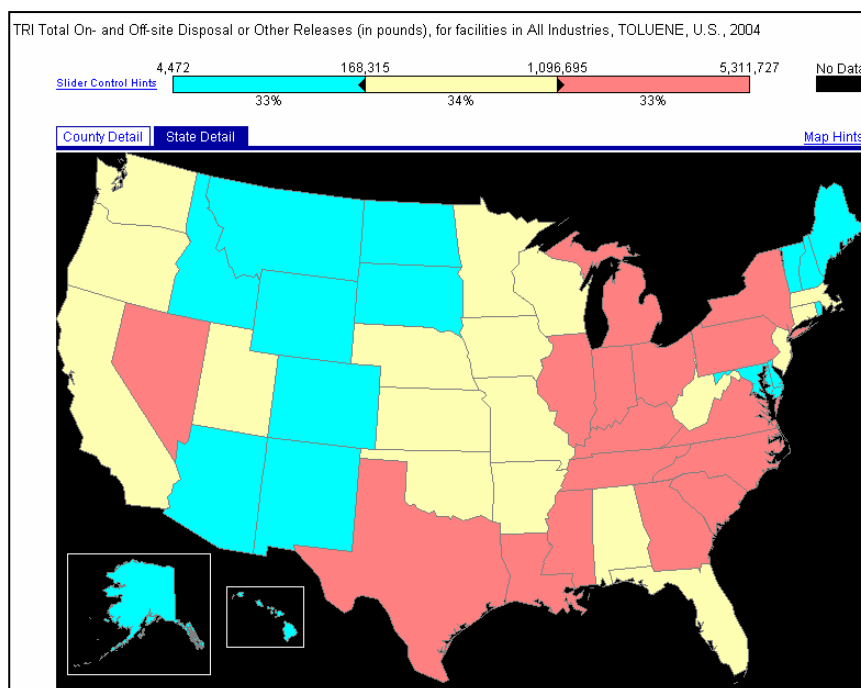 TRI Total On- and Off-site Disposal or Other Releases (in pounds), for facilities in All Industries, TOLUENE, U.S., 2004
4,472 168,315 1,096,695 5,311,727 No Data
Slider Control Hints
33% 34% 33%
County Detail State Detail Map Hints